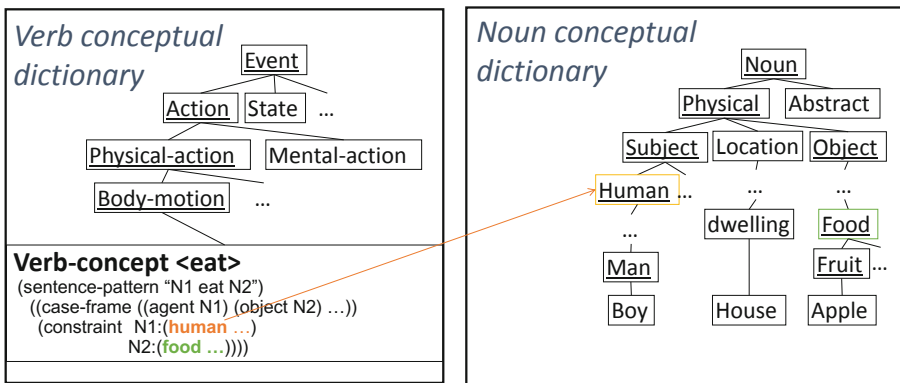 Verb conceptual
dictionary
Event
Action State ...
Physical-action Mental-action
Body-motion ...
Verb-concept <eat>
(sentence-pattern “N1 eat N2”)
((case-frame ((agent N1) (object N2) …))
(constraint N1:(human …)
N2:(food …))))
Noun conceptual
dictionary
Noun
Physical Abstract
Subject Location Object
Human ... ... ...
... dwelling Food
Man Fruit ...
Boy House Apple